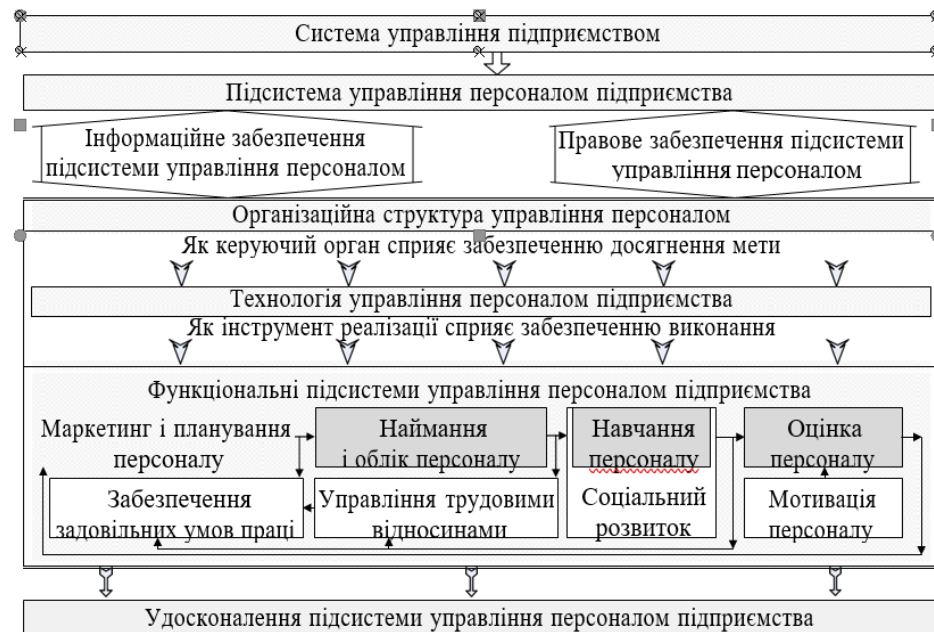 Система управління підприємством
Підсистема управління персоналом підприємства
Інформаційне забезпечення
підсистеми управління персоналом
Правове забезпечення підсистеми
управління персоналом
Організаційна структура управління персоналом
Як керуючий орган сприяє забезпеченню досягнення мети
Технологія управління персоналом підприємства
Як інструмент реалізації сприяє забезпеченню виконання
Функціональні підсистеми управління персоналом підприємства
Маркетинг і планування
персоналу
Наймання
і облік персоналу
Навчання
персоналу
Оцінка
персоналу
Забезпечення
задовільних умов праці
Управління трудовими
відносинами
Соціальний
розвиток
Мотивація
персоналу
Удосконалення підсистеми управління персоналом підприємства